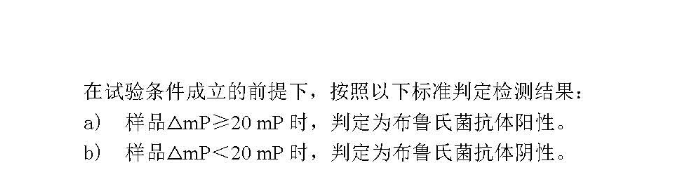 在试验条件成立的前提下，按照以下标准判定检测结果：
a) 样品△mP≥20 mP 时，判定为布鲁氏菌抗体阳性。
b) 样品△mP＜20 mP 时，判定为布鲁氏菌抗体阴性。